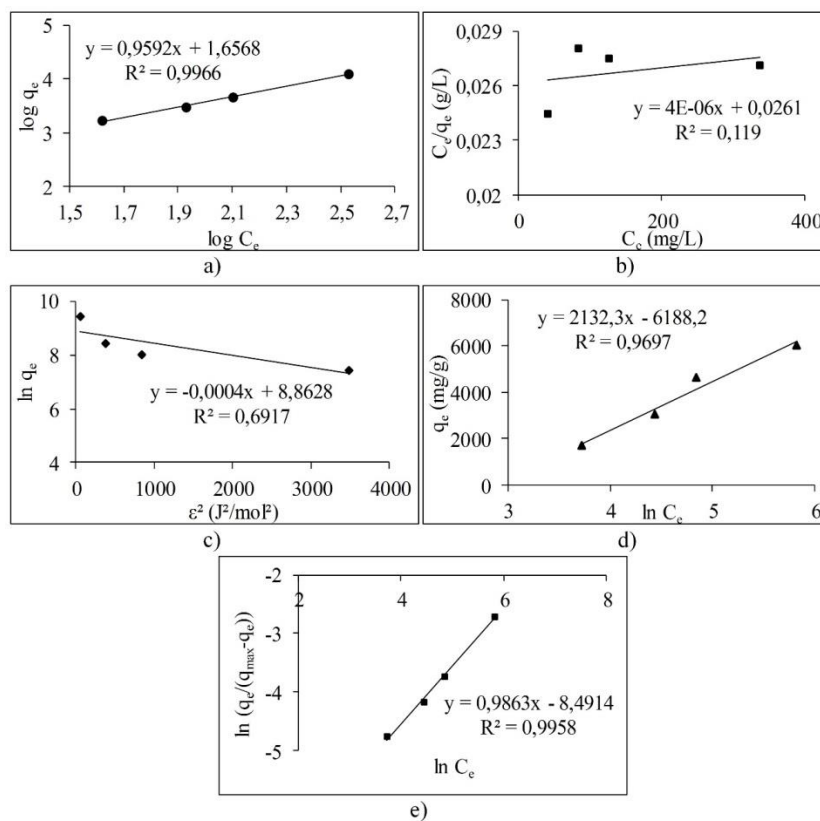 y = 0,9592x + 1,6568
R² = 0,9966
log qₑ
5
4
3
2
1,5 1,7 1,9 2,1 2,3 2,5 2,7
log Cₑ
a)
Cₑ/qₑ (g/L)
0,029
0,026
0,023
0,02
y = 4E-06x + 0,0261
R² = 0,119
0 200 400
Cₑ (mg/L)
b)
ln qₑ
10
8
6
4
y = -0,0004x + 8,8628
R² = 0,6917
0 1000 2000 3000 4000
ε² (J²/mol²)
c)
qₑ (mg/g)
8000
6000
4000
2000
0
y = 2132,3x - 6188,2
R² = 0,9697
3 4 5 6
ln Cₑ
d)
ln (qₑ/(qmax-qₑ))
-2
-3
-4
-5
2 4 6 8
y = 0,9863x - 8,4914
R² = 0,9958
ln Cₑ
e)